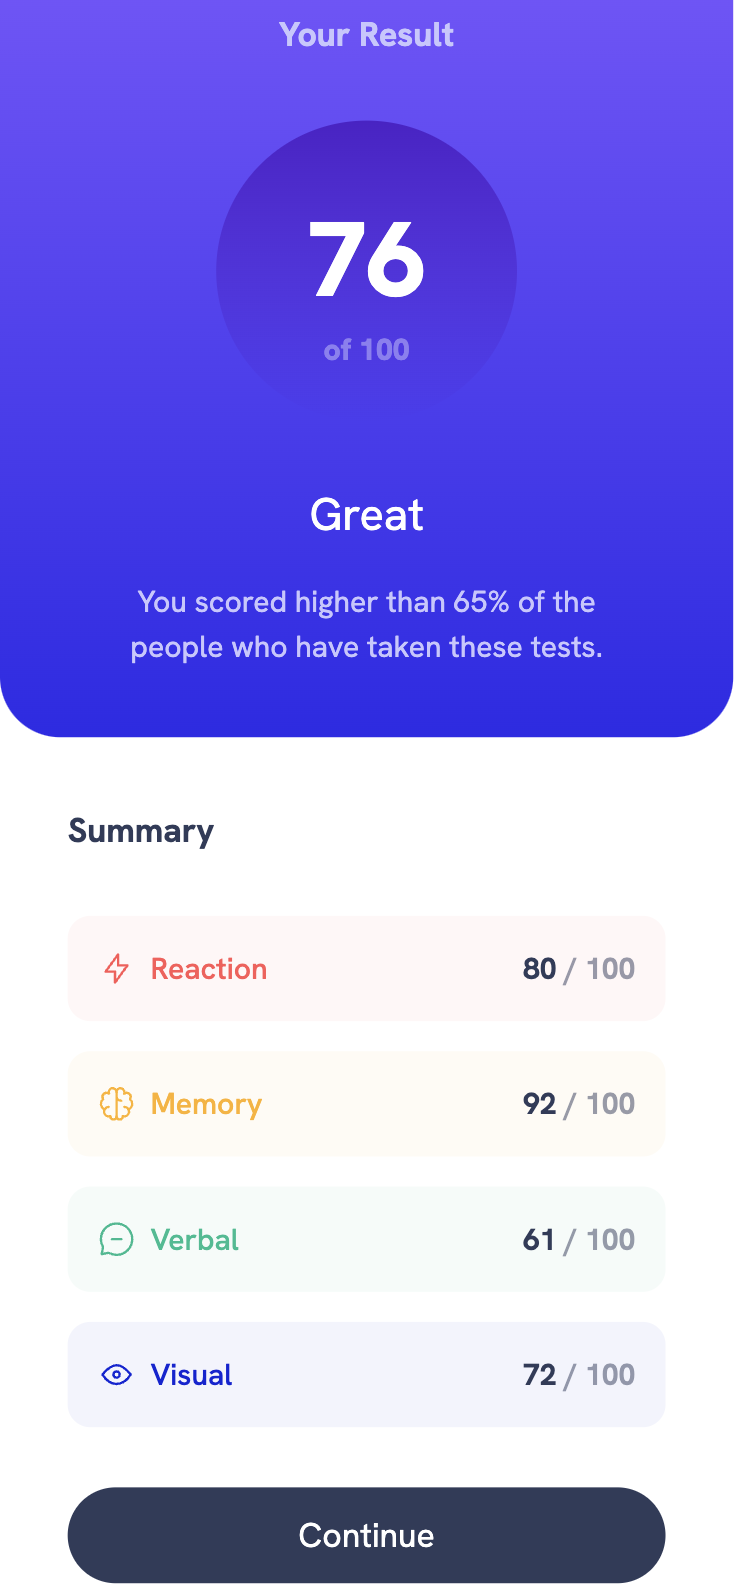 Your Result
76
of 100
Great
You scored higher than 65% of the
people who have taken these tests.
Summary
Reaction 80 / 100
Memory 92 / 100
Verbal 61 / 100
Visual 72 / 100
Continue